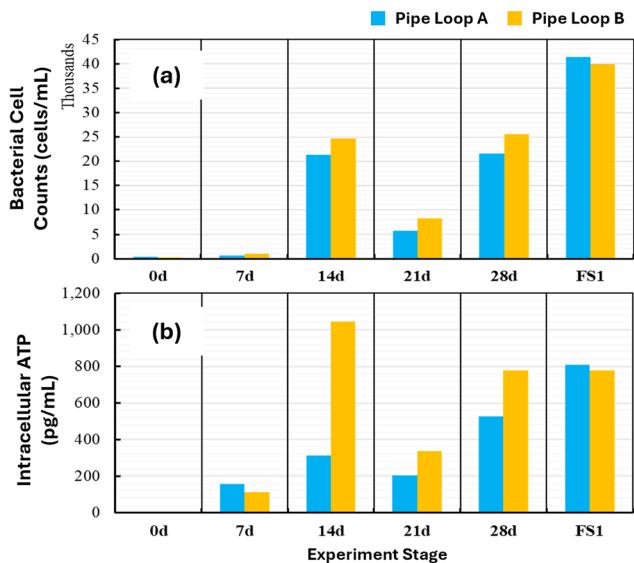 Pipe Loop A Pipe Loop B
Bacterial Cell
Counts (cells/mL)
Thousands
45
40
35
30
25
20
15
10
5
0
(a)
0d 7d 14d 21d 28d FS1
Intracellular ATP
(pg/mL)
1,200
1,000
800
600
400
200
0
(b)
0d 7d 14d 21d 28d FS1
Experiment Stage